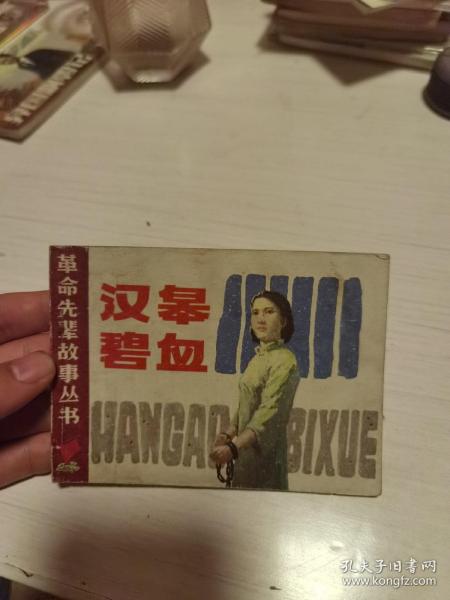 革命先辈故事丛书
汉皋
碧血
HANGAO BIXUE
孔夫子旧书网
www.kongfz.com